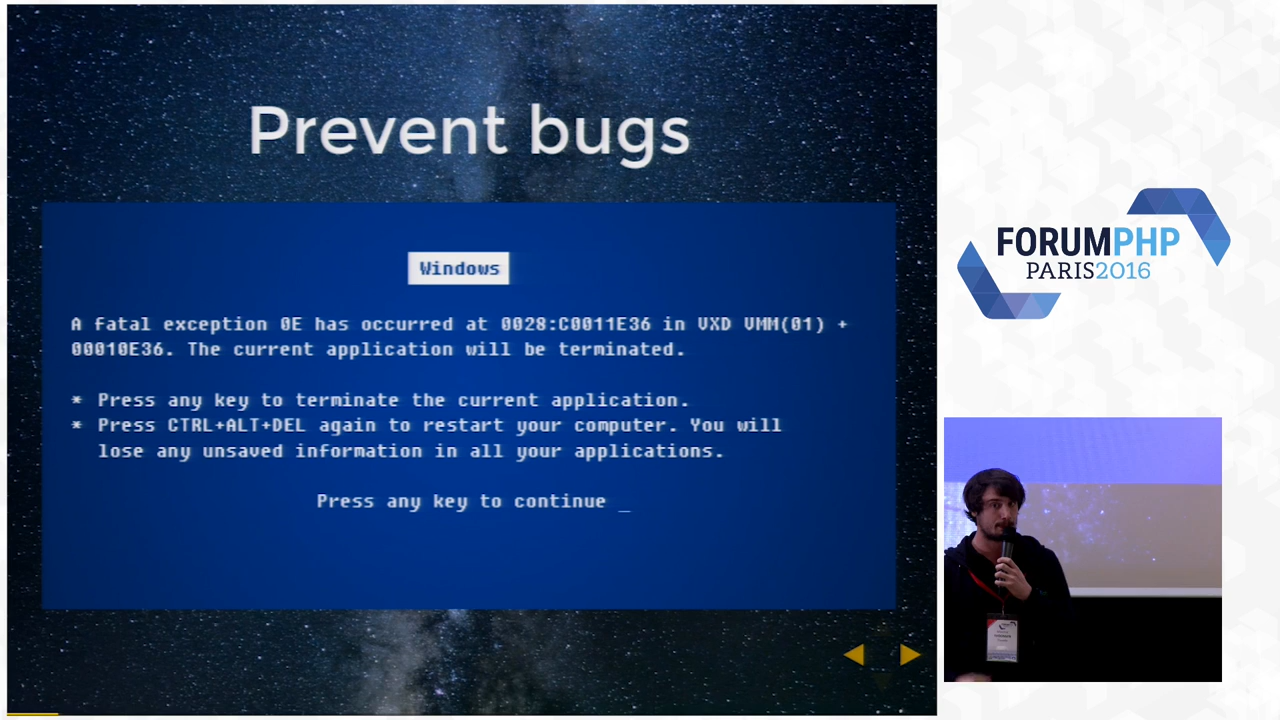 Prevent bugs
Windows
A fatal exception 0E has occurred at 0028:C0011E36 in VXD VMM(01) +
00010E36. The current application will be terminated.
* Press any key to terminate the current application.
* Press CTRL+ALT+DEL again to restart your computer. You will
lose any unsaved information in all your applications.
Press any key to continue _
FORUMPHP
PARIS2016